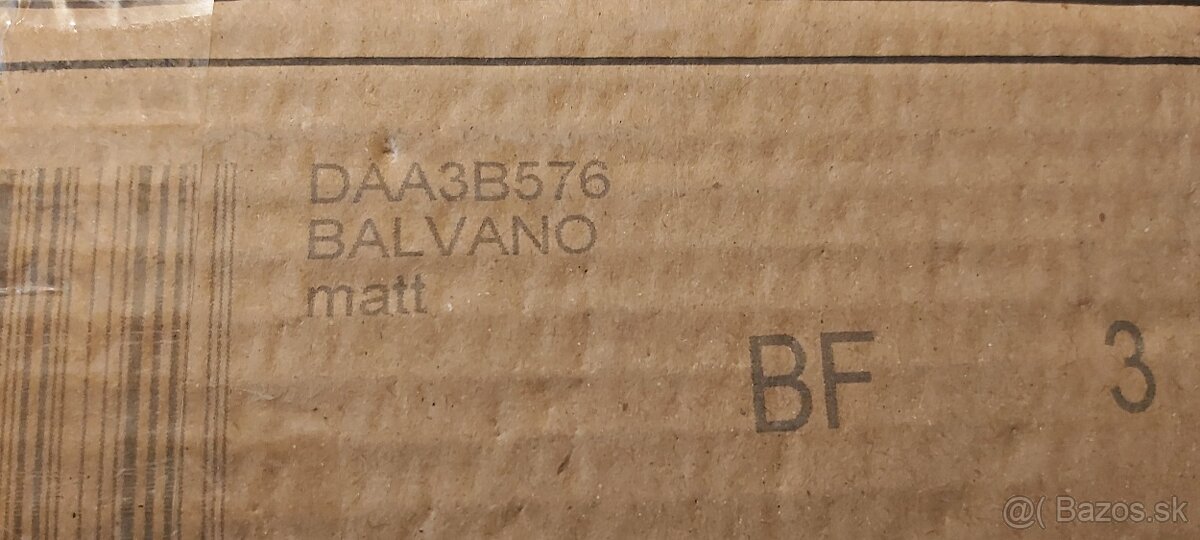 DAA3B576
BALVANO
matt
BF 3
@( Bazos.sk